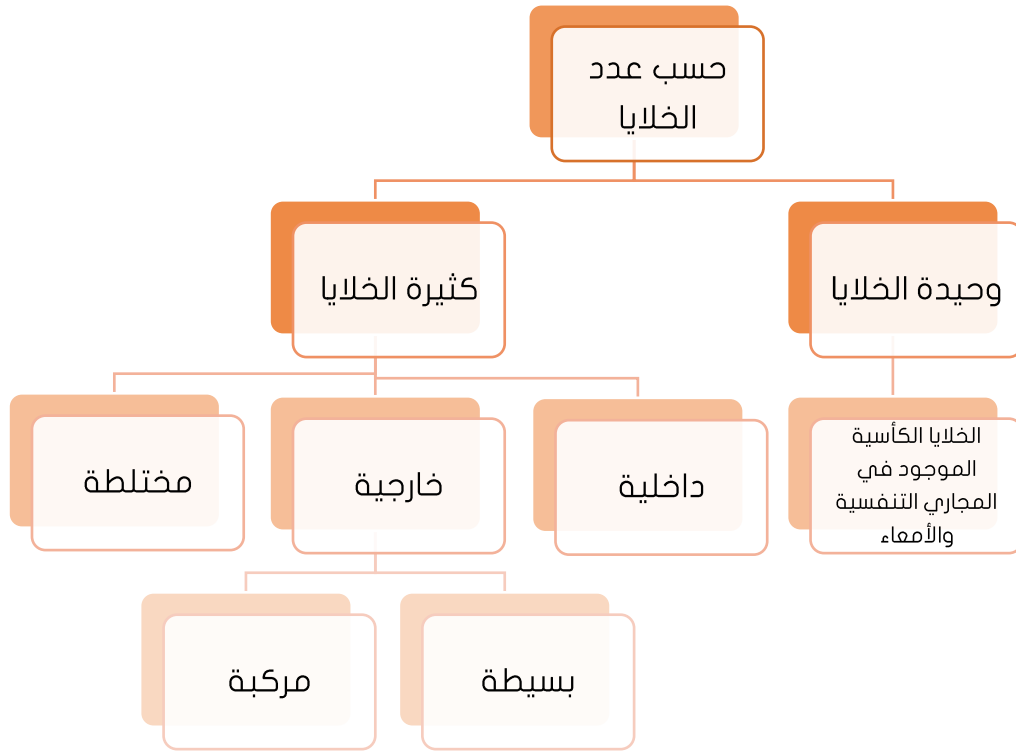 حسب عدد
الخلايا
وحيدة الخلايا
كثيرة الخلايا
الخلايا الكأسية
الموجود في
المجاري التنفسية
والأمعاء
داخلية
خارجية
مختلطة
بسيطة
مركبة